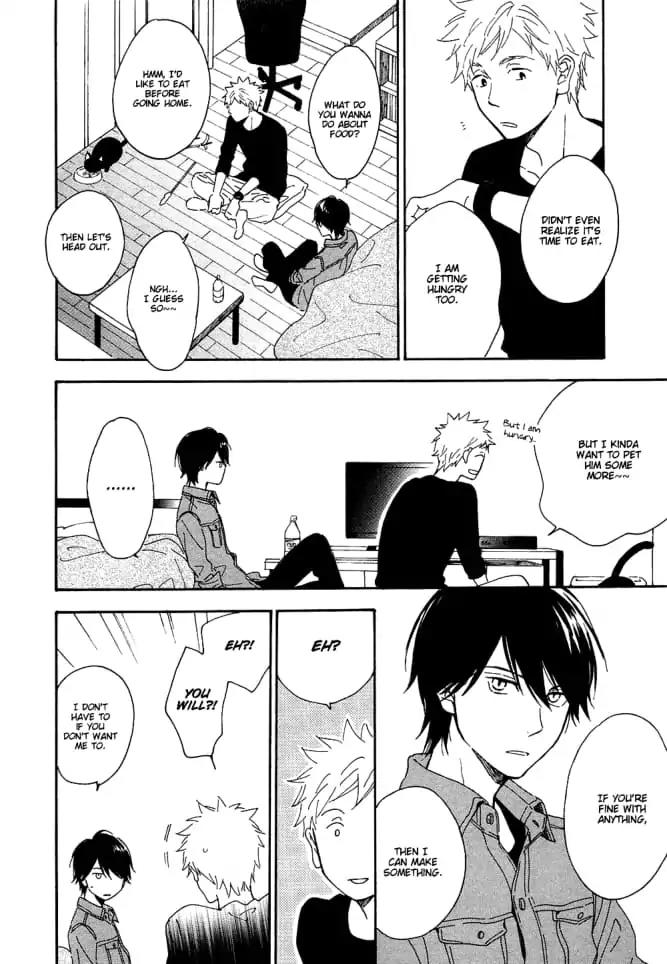 DIDN'T EVEN
REALIZE IT'S
TIME TO EAT.
I AM
GETTING
HUNGRY
TOO.
WHAT DO
YOU WANNA
DO ABOUT
FOOD?
HMM, I'D
LIKE TO EAT
BEFORE
GOING HOME.
THEN LET'S
HEAD OUT.
NGH...
I GUESS
SO~~
BUT I KINDA
WANT TO PET
HIM SOME
MORE~~
But I am
hungry.
......
IF YOU'RE
FINE WITH
ANYTHING,
THEN I
CAN MAKE
SOMETHING.
EH?
EH?!
YOU
WILL?!
I DON'T
HAVE TO
IF YOU
DON'T WANT
ME TO.